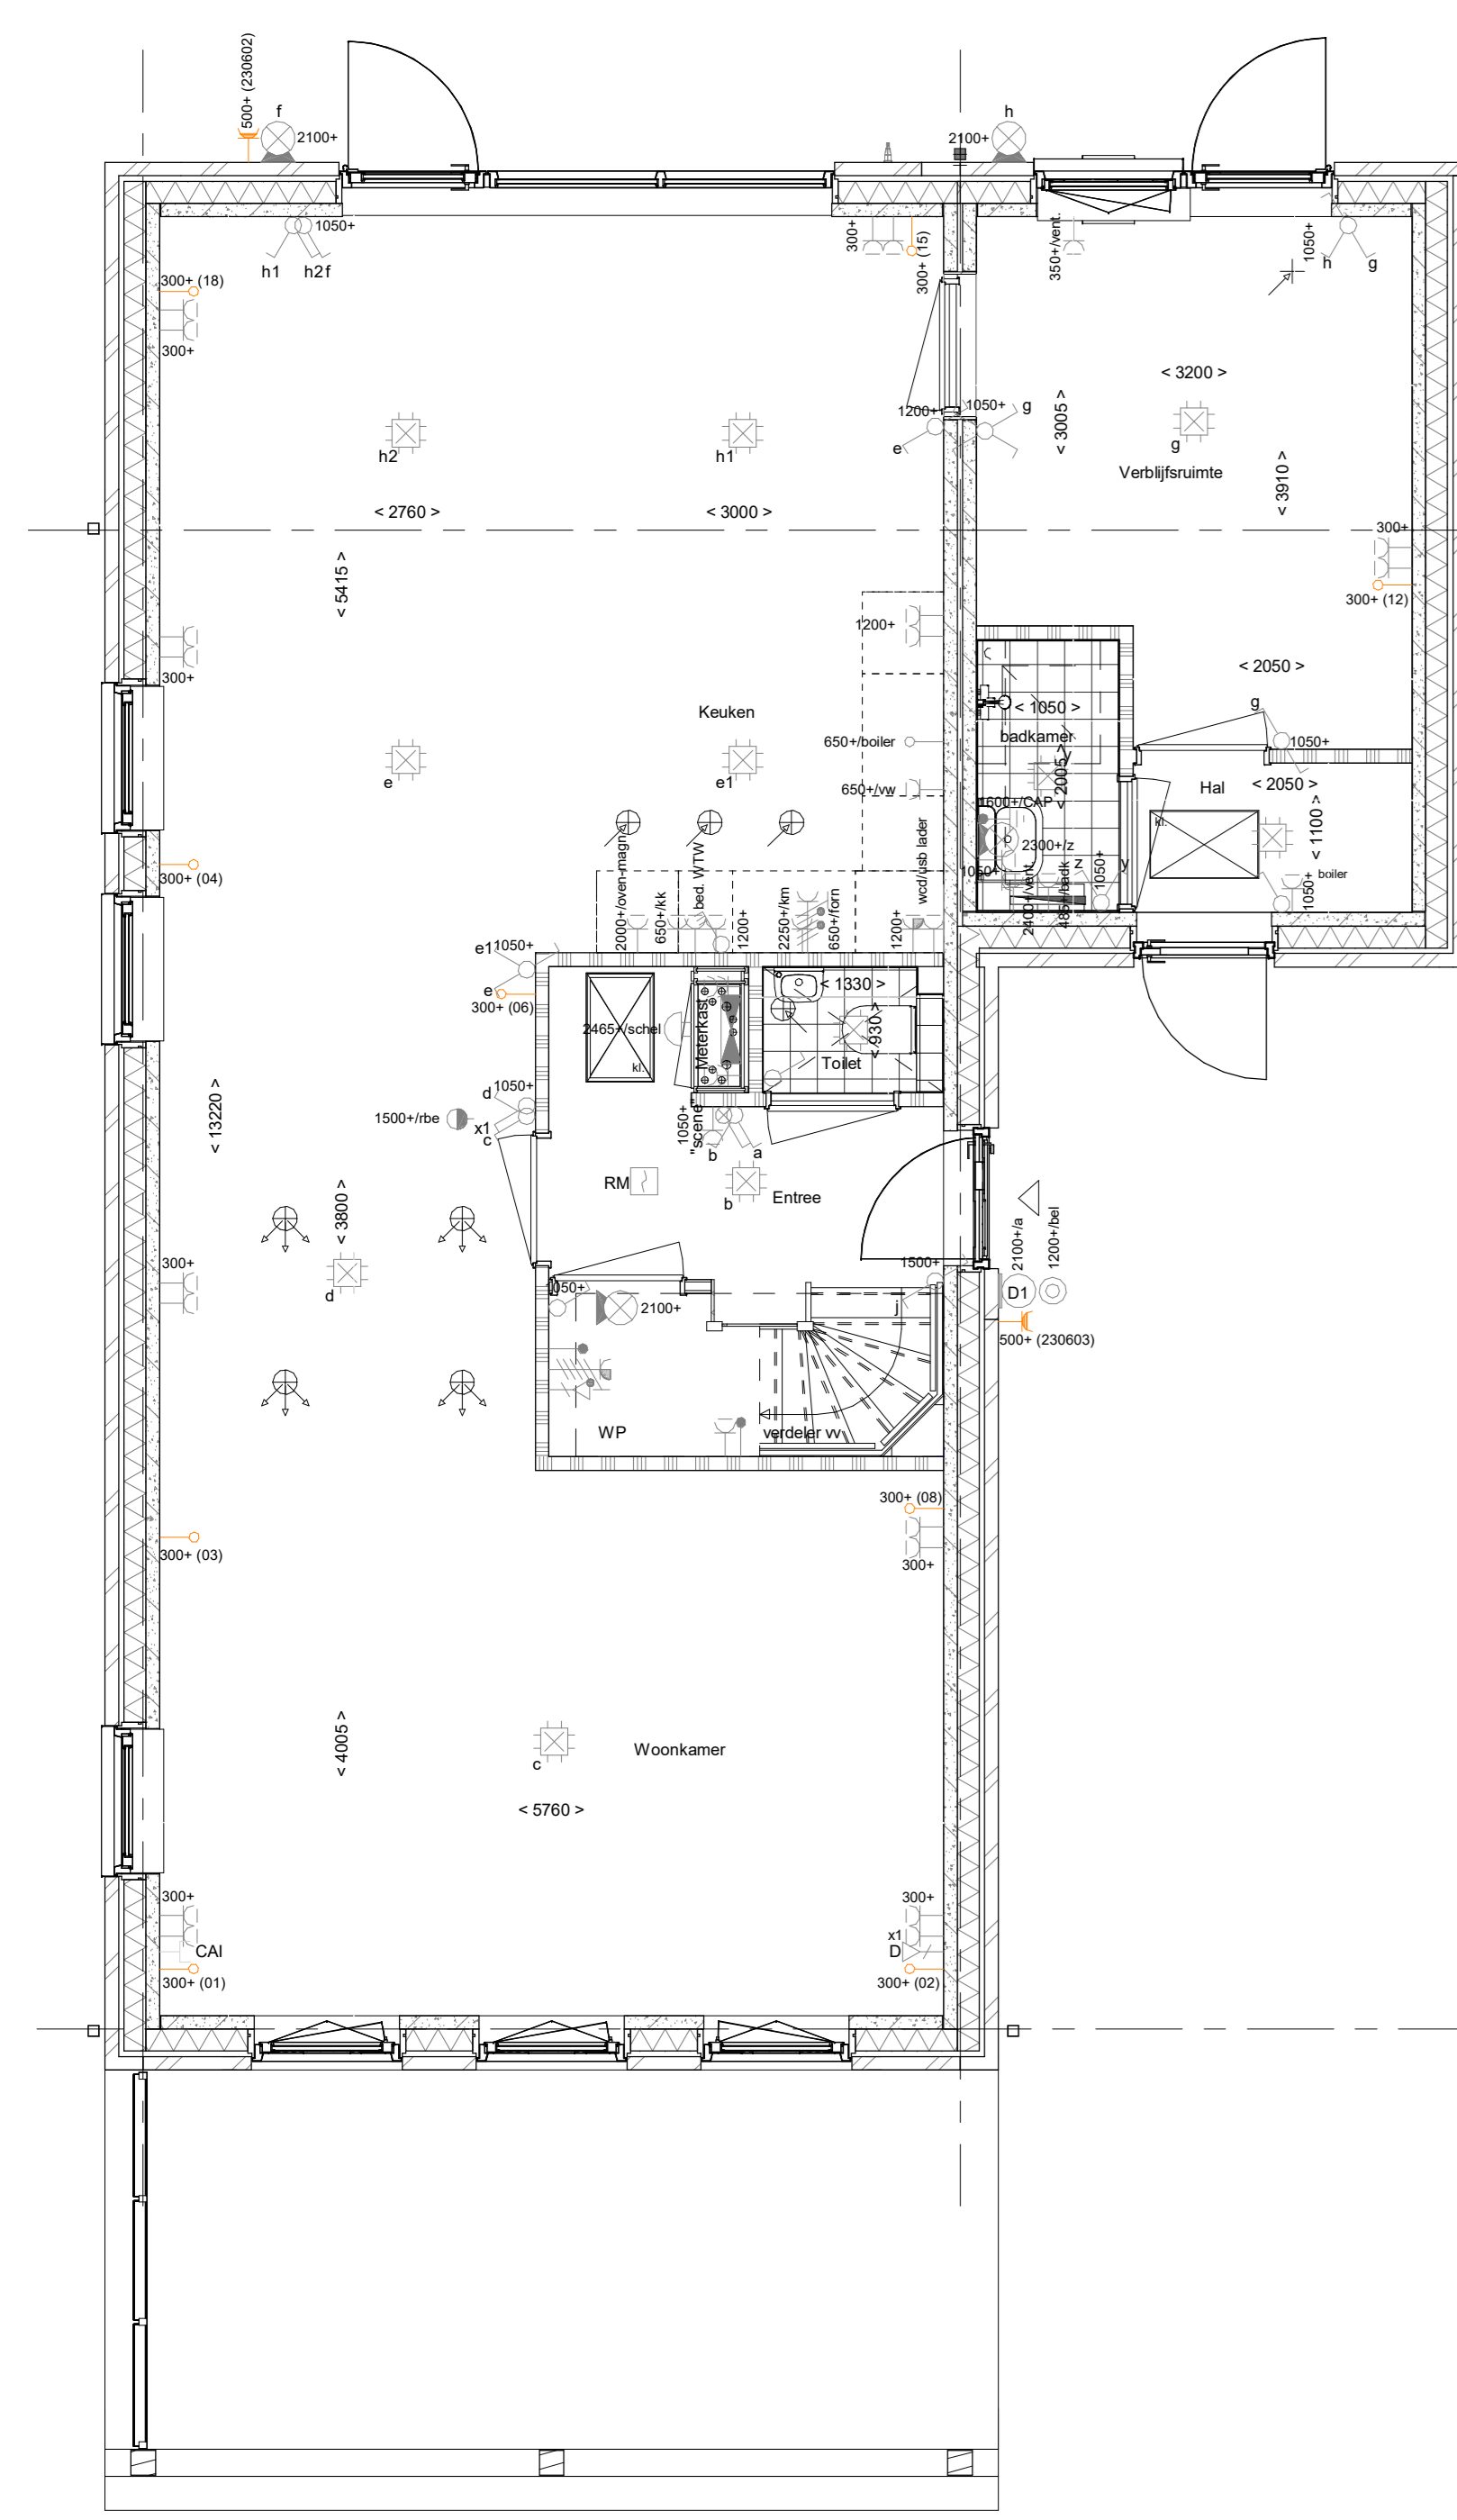 500+ (230602)
f
2100+
h
2100+
1050+
h1
h2f
300+
300+ (15)
350+/vent.
1050+
h
g
300+ (18)
300+
< 3200 >
< 3005 >
1200+
1050+
g
e
h2
h1
g
Verblijfsruimte
< 3910 >
< 2760 >
< 3000 >
300+
300+ (12)
< 5415 >
1200+
300+
< 2050 >
Keuken
< 1050 >
g
badkamer
650+/boiler
1050+
y
e
e1
< 2005 >
650+/vw
Hal
< 2050 >
1600+/CAP
wcd/usb lader
kl.
< 1100 >
2300+/z
300+ (04)
2000+/oven-magn
bed. WTW
1050+
z
y
1050+
boiler
1050+
2400+/vent
485+/badk
650+/kk
1200+
2250+/km
650+/forn
1200+
e1
1050+
e
300+ (06)
< 1330 >
2465+/schel
Meterkast
< 930 >
kl.
Toilet
< 13220 >
d
1050+
1500+/rbe
x1
c
1050+
"scene"
b
a
RM
b
Entree
< 3800 >
2100+/a
1200+/bel
300+
d
1500+
1050+
2100+
j
D1
500+ (230603)
WP
verdeler vv
300+ (08)
300+ (03)
300+
< 4005 >
c
Woonkamer
< 5760 >
300+
300+
x1
CAI
D
300+ (01)
300+ (02)